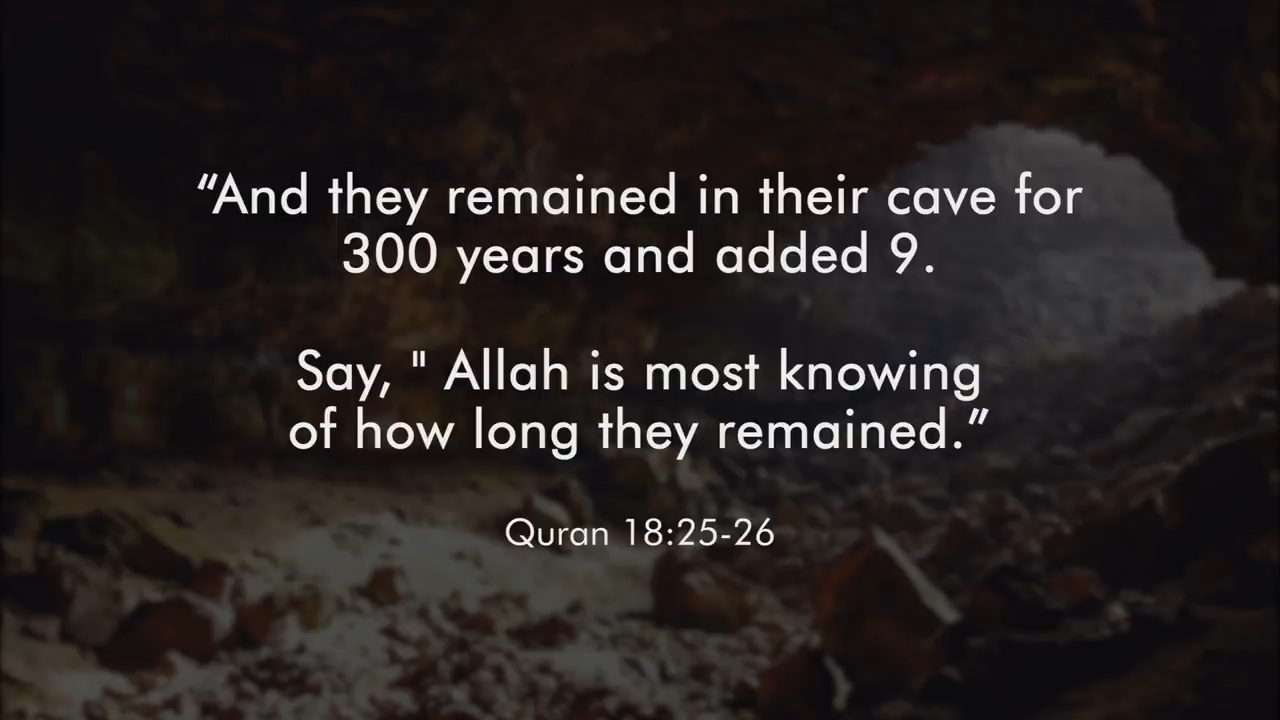 “And they remained in their cave for
300 years and added 9.
Say, " Allah is most knowing
of how long they remained.”
Quran 18:25-26